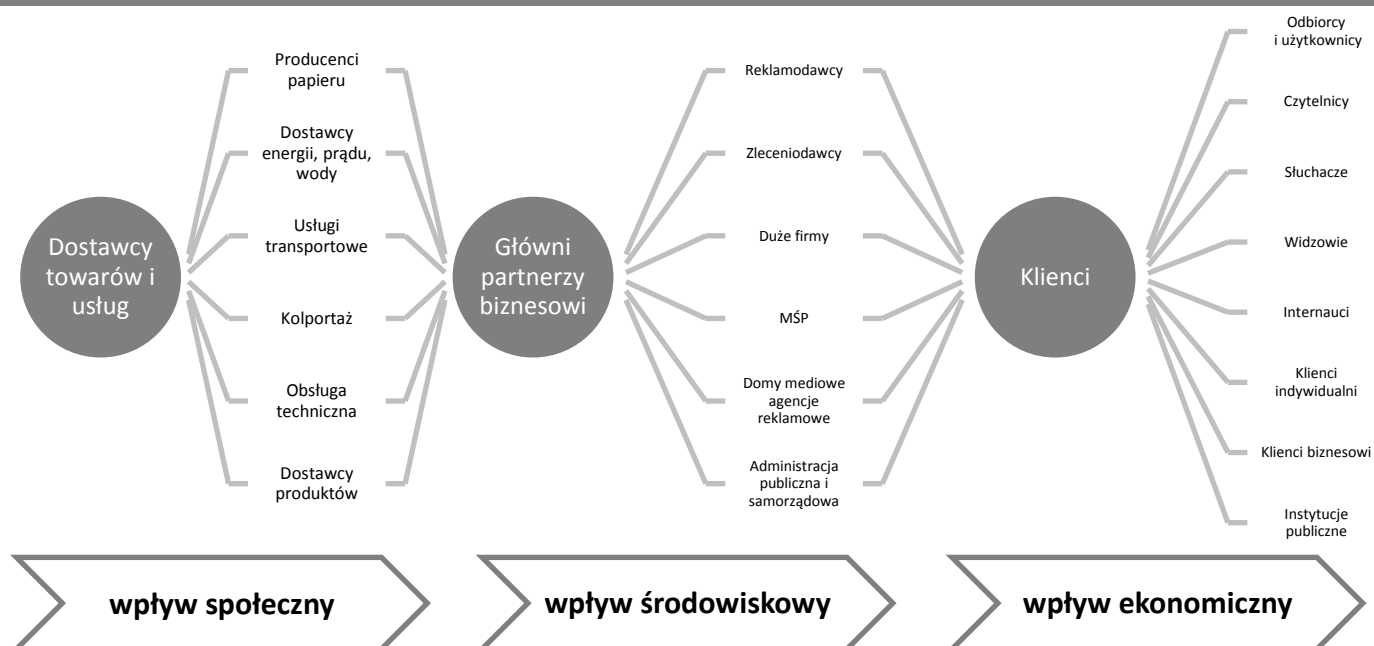 Dostawcy
towarów i
usług
Producenci
papieru
Dostawcy
energii, prądu,
wody
Usługi
transportowe
Kolportaż
Obsługa
techniczna
Dostawcy
produktów
Główni
partnerzy
biznesowi
Reklamodawcy
Zleceniodawcy
Duże firmy
MŚP
Domy mediowe
agencje
reklamowe
Administracja
publiczna i
samorządowa
Klienci
Odbiorcy
i użytkownicy
Czytelnicy
Słuchacze
Widzowie
Internauci
Klienci
indywidualni
Klienci biznesowi
Instytucje
publiczne
wpływ społeczny
wpływ środowiskowy
wpływ ekonomiczny